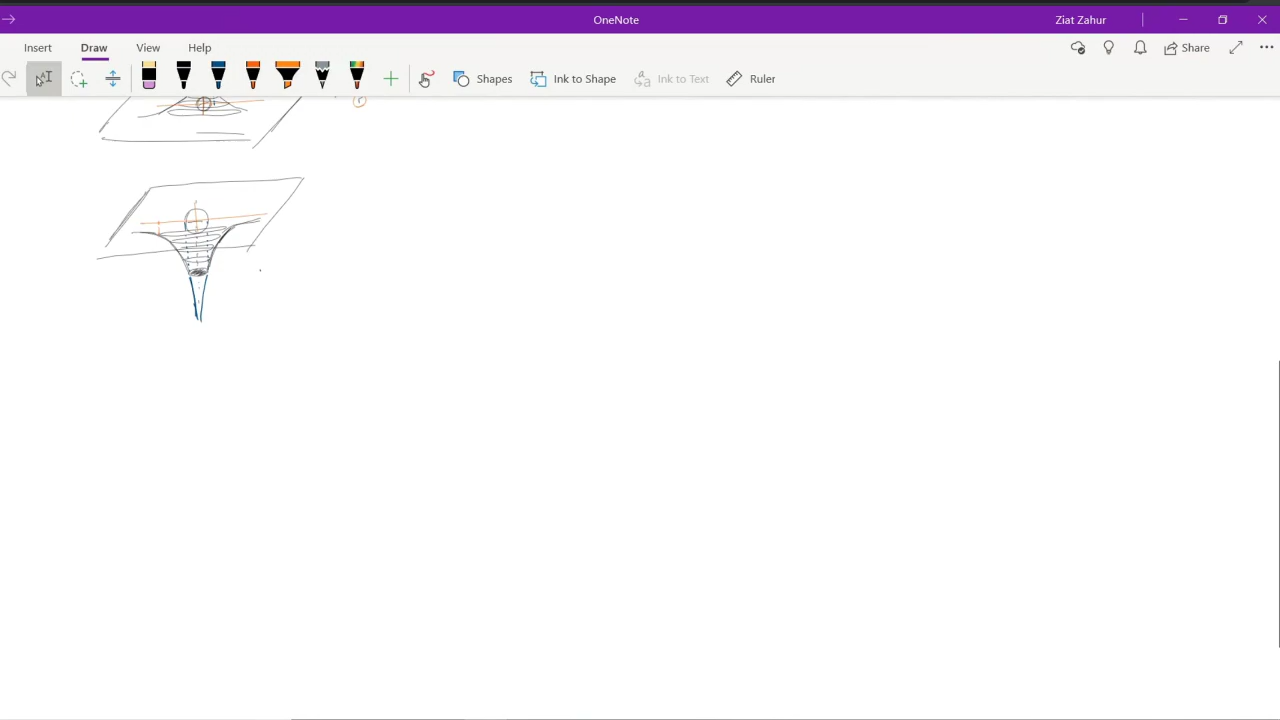 OneNote
Ziat Zahur
Insert Draw View Help
Share
Shapes Ink to Shape Ink to Text Ruler